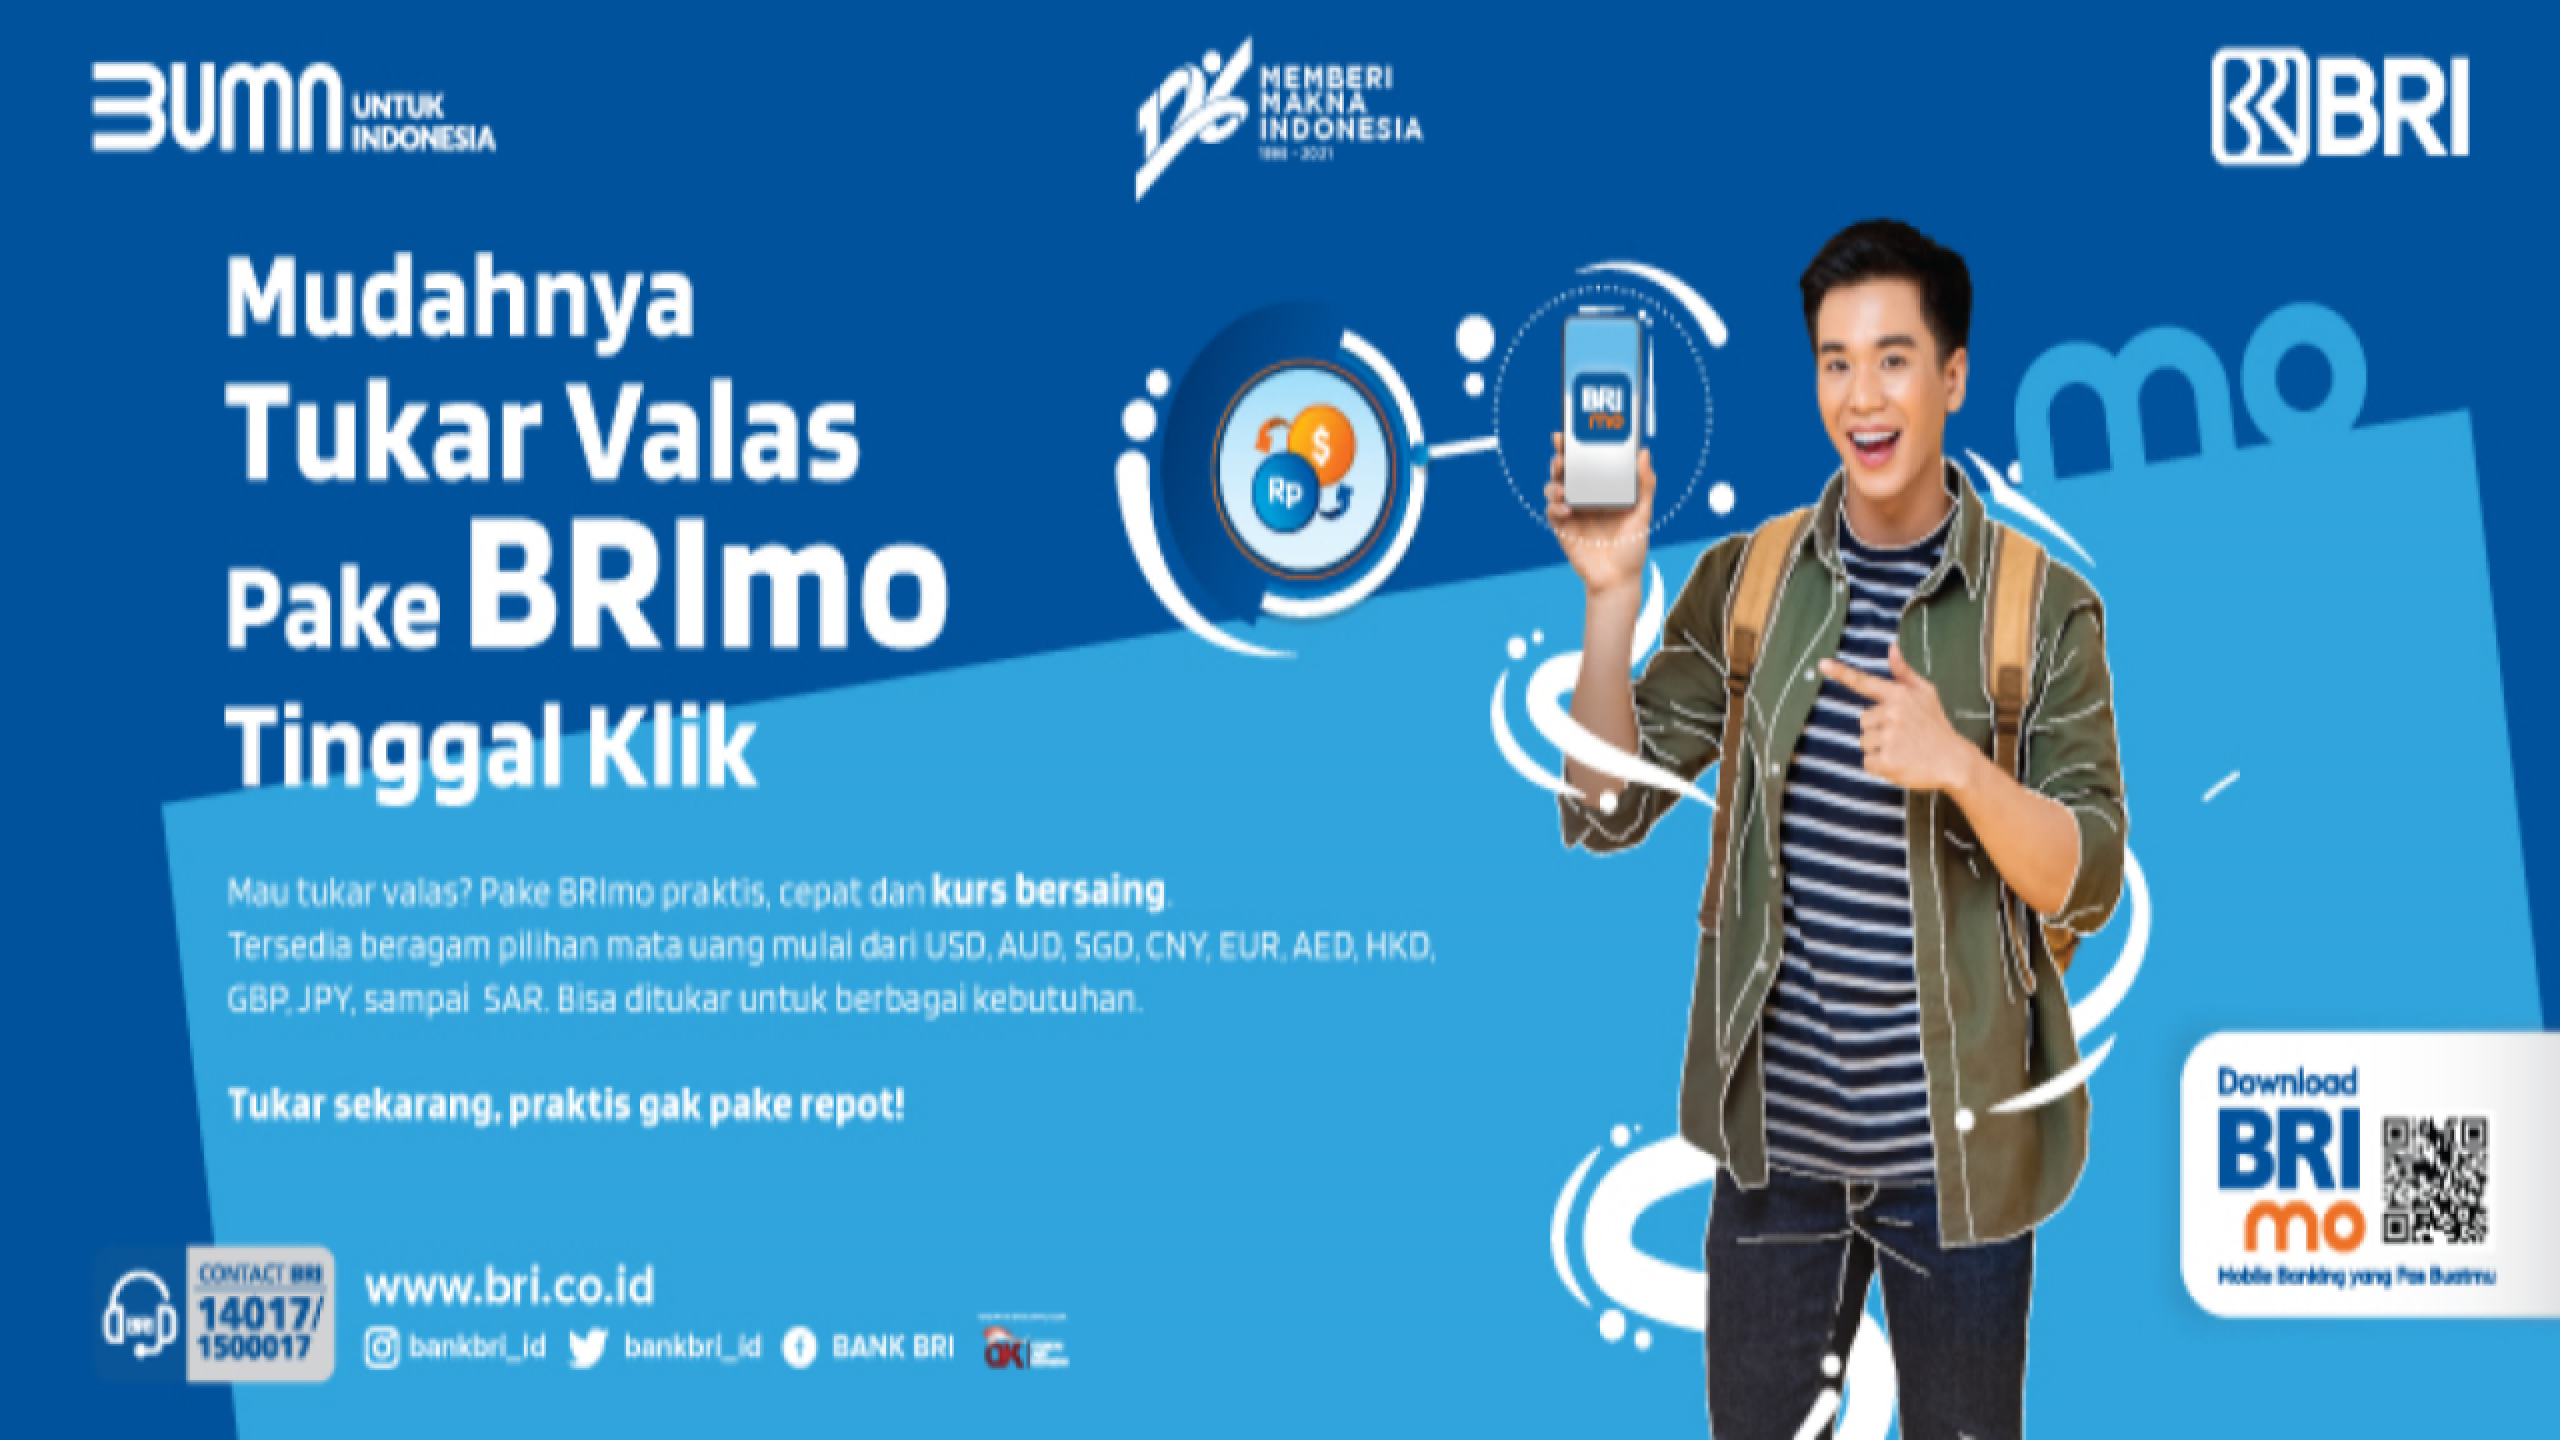 BUMN UNTUK
INDONESIA
126 MEMBERI
MAKNA
INDONESIA
- 2021
BRI
Mudahnya
Tukar Valas
Pake BRImo
Tinggal Klik
$
Rp
BRI
mo
mo
Mau tukar valas? Pake BRImo praktis, cepat dan kurs bersaing.
Tersedia beragam pilihan mata uang mulai dari USD, AUD, SGD, CNY, EUR, AED, HKD,
GBP, JPY, sampai SAR. Bisa ditukar untuk berbagai kebutuhan.
Tukar sekarang, praktis gak pake repot!
Download
BRI
mo
Mobile Banking yang Pas Buatmu
CONTACT BRI
14017/
1500017
www.bri.co.id
bankbri_id bankbri_id BANK BRI